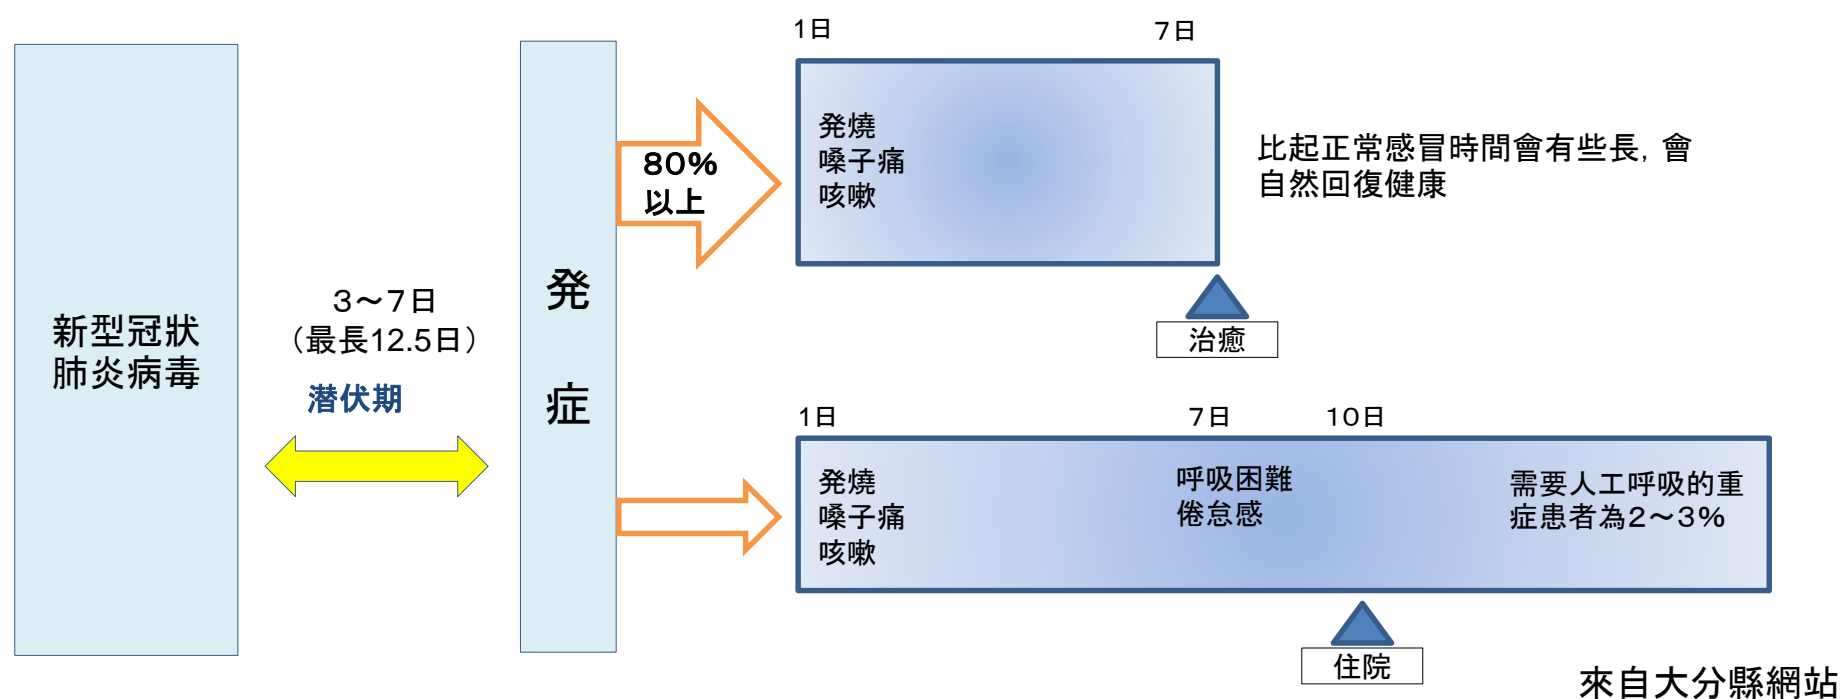 新型冠狀
肺炎病毒
3～7日
（最長12.5日）
潜伏期
発
症
80%
以上
1日
7日
発燒
嗓子痛
咳嗽
比起正常感冒時間會有些長, 會
自然回復健康
治癒
1日
7日
10日
発燒
嗓子痛
咳嗽
呼吸困難
倦怠感
需要人工呼吸的重
症患者為2～3%
住院
來自大分縣網站